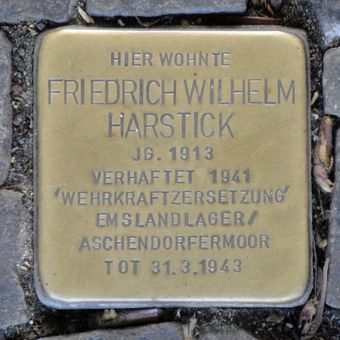 HIER WOHNTE
FRIEDRICH WILHELM
HARSTICK
JG. 1913
VERHAFTET 1941
'WEHRKRAFTZERSETZUNG'
EMSLANDLAGER/
ASCHENDORFERMOOR
TOT 31.3.1943